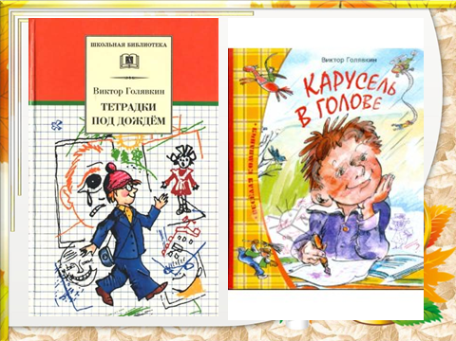 ШКОЛЬНАЯ БИБЛИОТЕКА
Виктор Голявкин
ТЕТРАДКИ
ПОД ДОЖДЁМ
Виктор Голявкин
КАРУСЕЛЬ
В ГОЛОВЕ